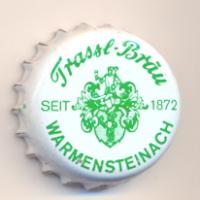 Trassl-Bräu
SEIT 1872
WARMENSTEINACH